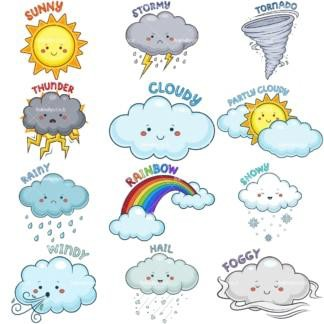 SUNNY
STORMY
TORNADO
THUNDER
CLOUDY
PARTLY CLOUDY
RAINY
RAINBOW
SNOWY
WINDY
HAIL
FOGGY